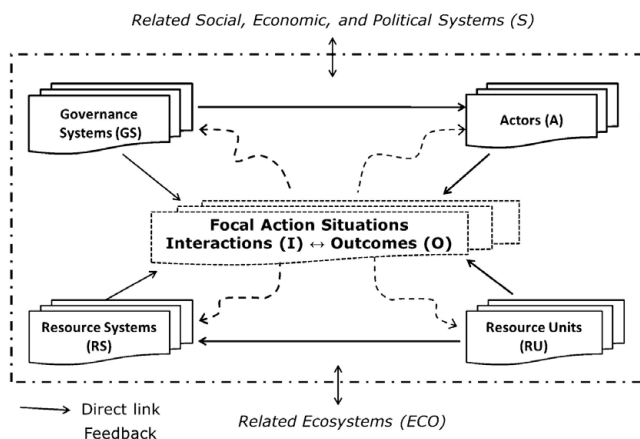 Related Social, Economic, and Political Systems (S)
Governance
Systems (GS)
Actors (A)
Focal Action Situations
Interactions (I) ↔ Outcomes (O)
Resource Systems
(RS)
Resource Units
(RU)
Direct link
Feedback
Related Ecosystems (ECO)